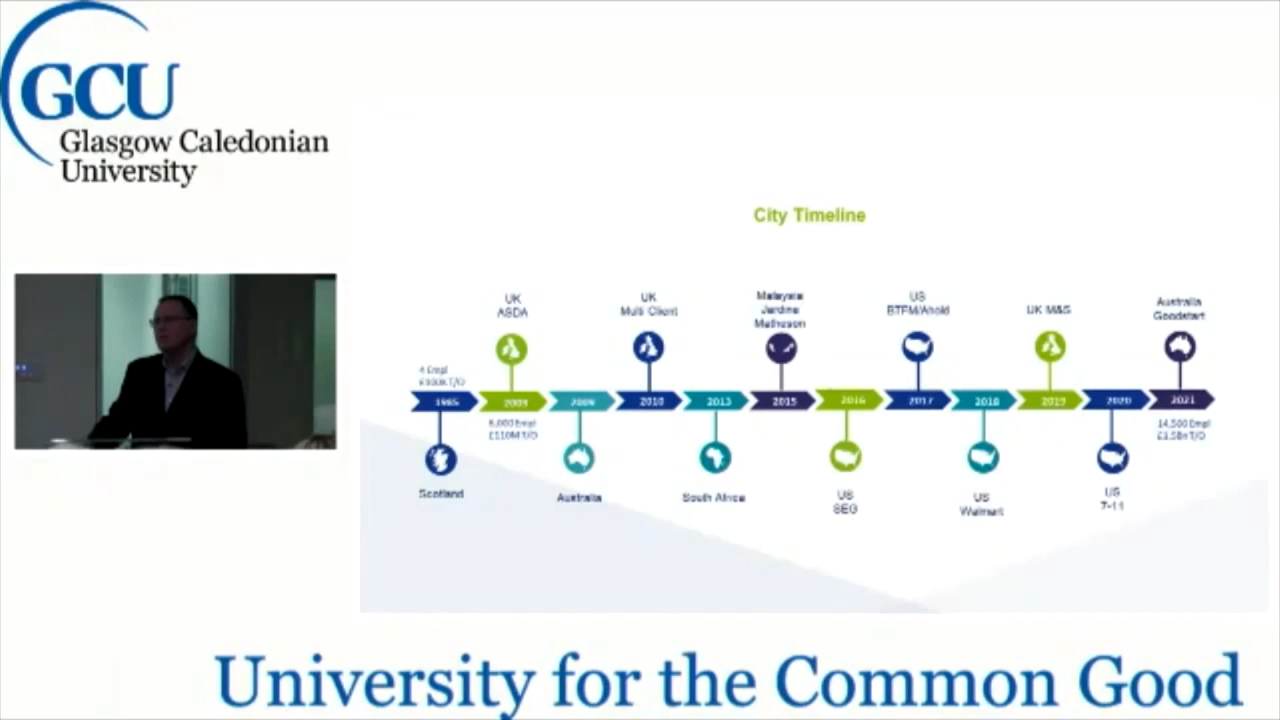 GCU
Glasgow Caledonian
University
City Timeline
UK
ASDA
UK
Multi Client
Malaysia
Jardine
Matheson
US
BTFM/Ahold
UK M&S
Australia
Goodstart
4 Empl
1985
2009
2010
2013
2015
2016
2017
2018
2019
2020
2021
6,000 Empl
£110M T/O
14,500 Empl
£1.5Bn T/O
Scotland
Australia
South Africa
US
SEG
US
Walmart
US
7-11
University for the Common Good